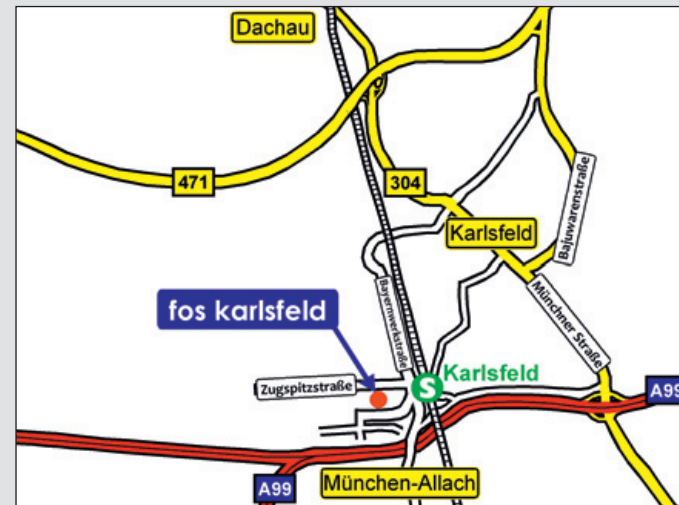 Dachau
471
304
Karlsfeld
Bajuwarenstraße
Bayernwerkstraße
Münchner Straße
fos karlsfeld
Zugspitzstraße
S
Karlsfeld
A99
A99
München-Allach